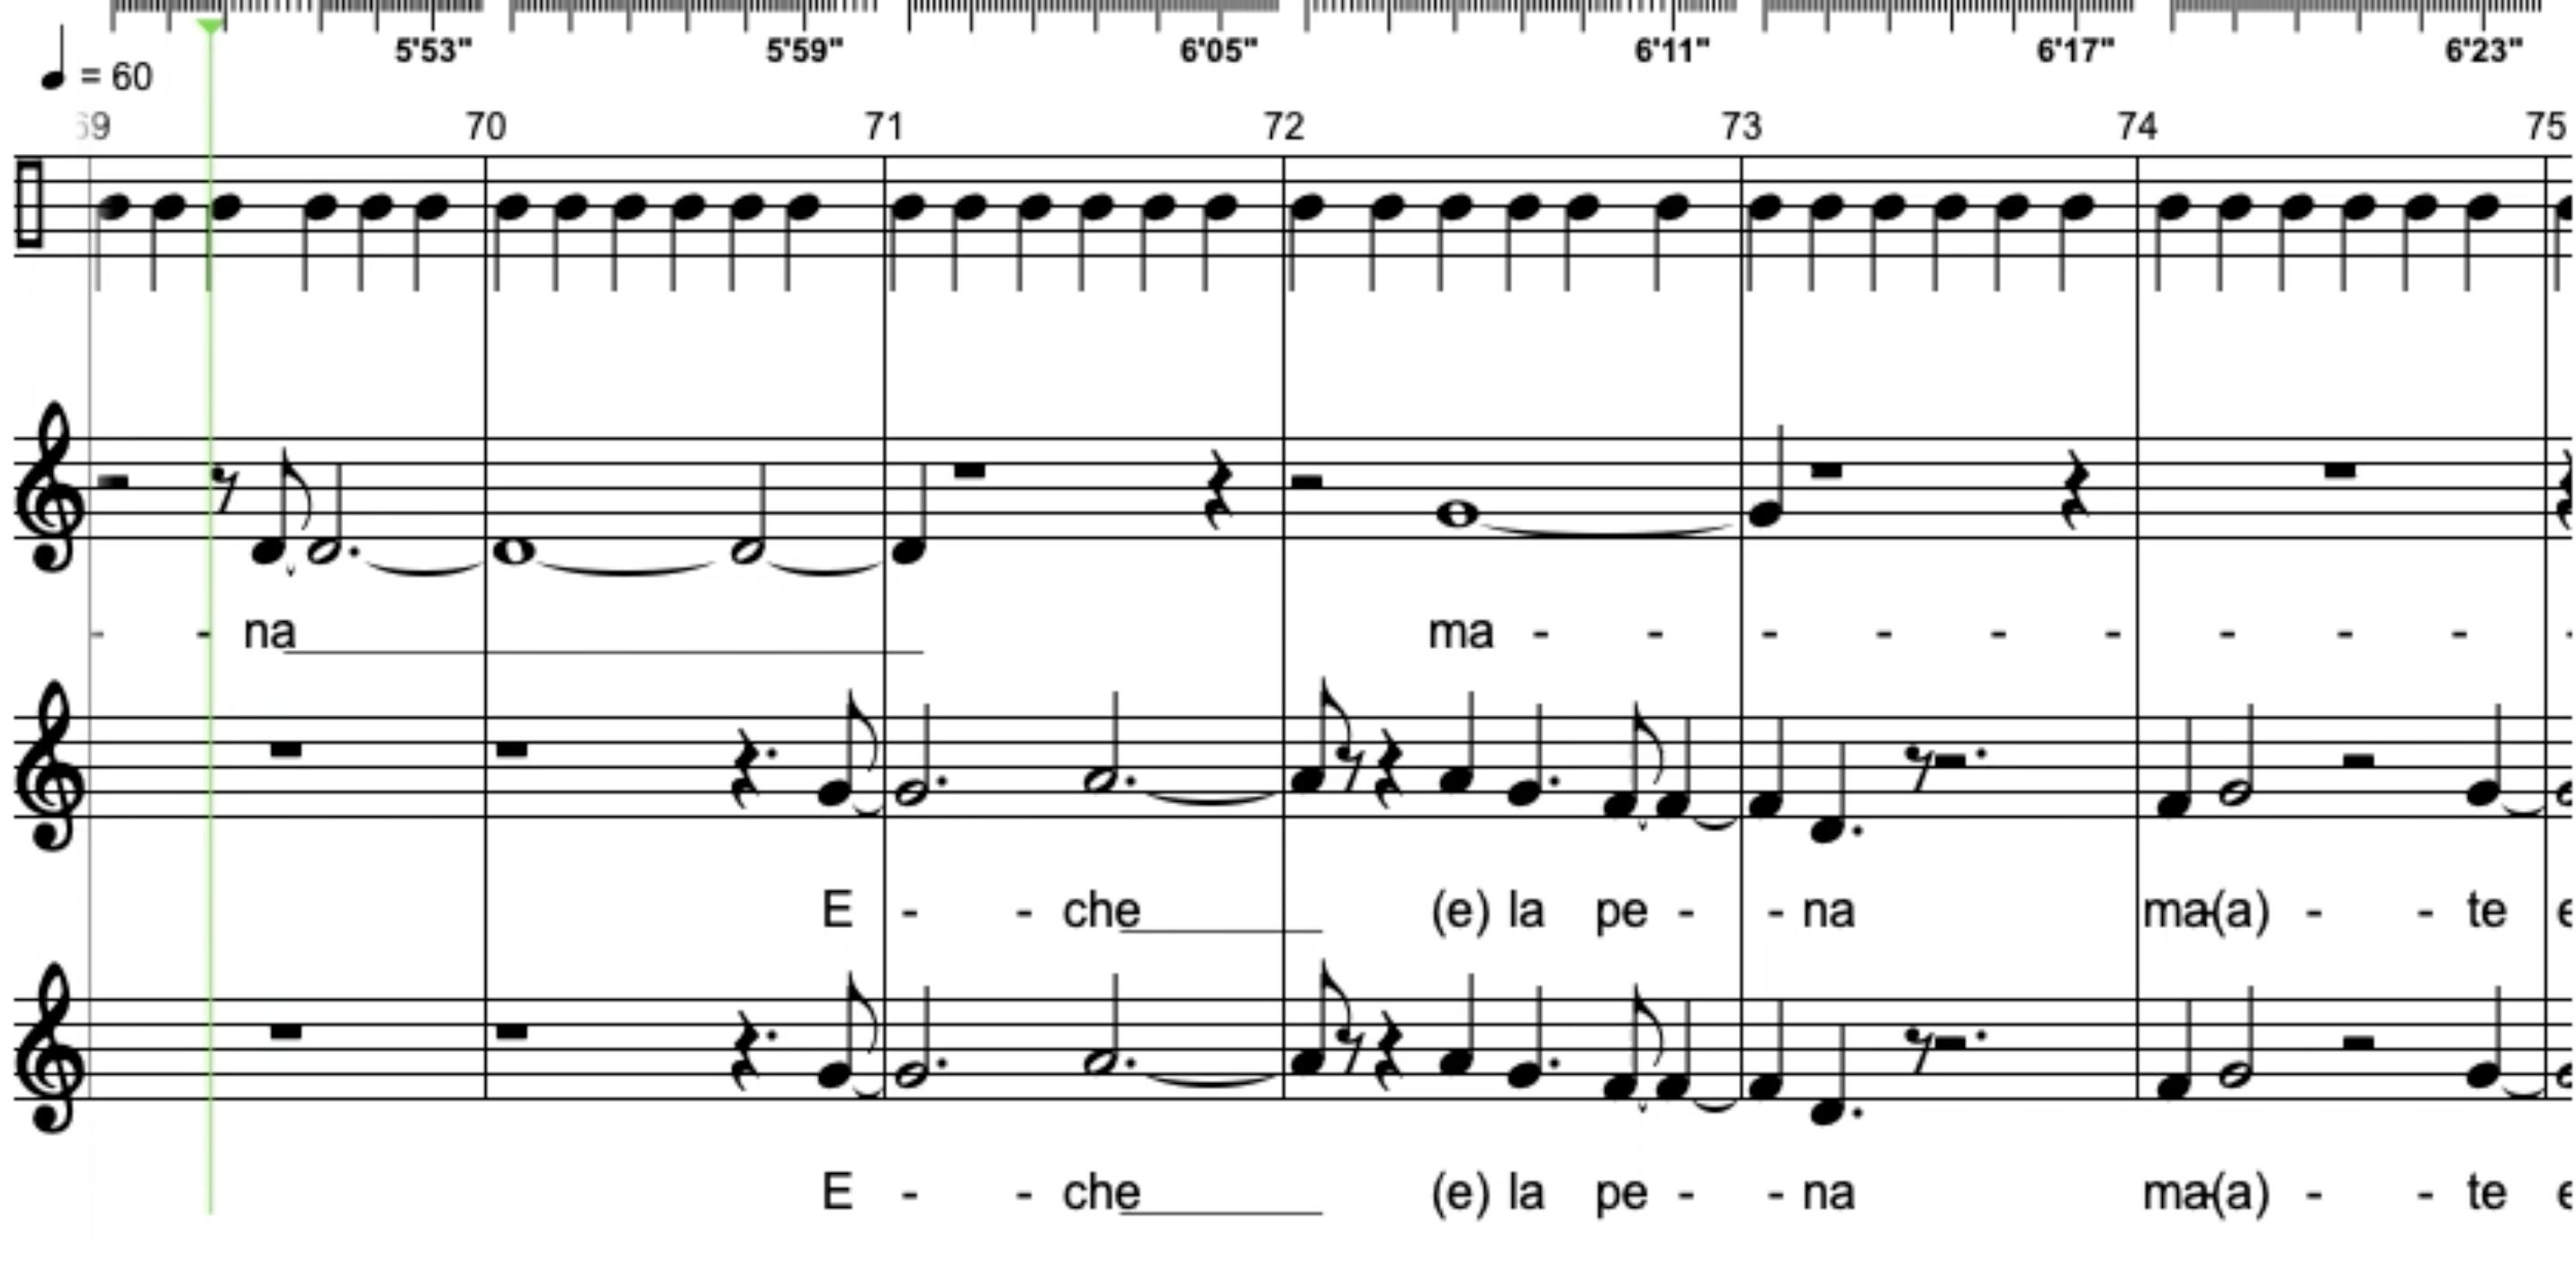 5'53" 5'59" 6'05" 6'11" 6'17" 6'23"
= 60
69 70 71 72 73 74 75
- - na ma - - - - - - - - -
E - - che (e) la pe - - na ma-(a) - - te
E - - che (e) la pe - - na ma-(a) - - te